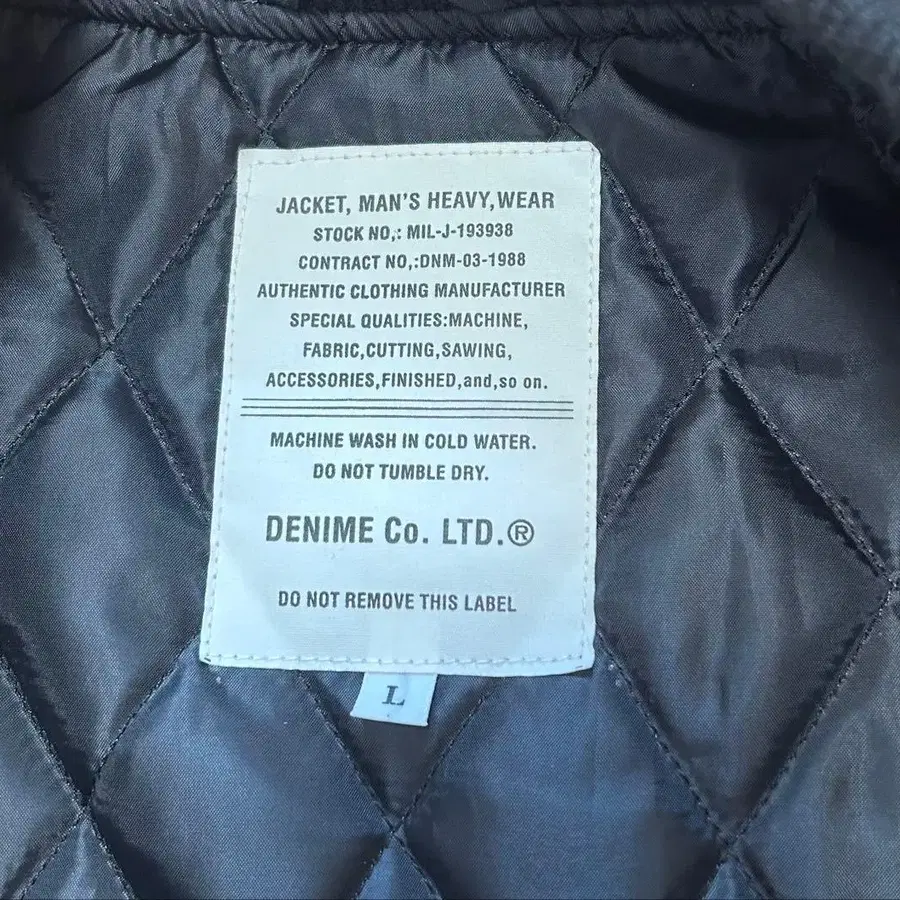 JACKET, MAN'S HEAVY,WEAR
STOCK NO,: MIL-J-193938
CONTRACT NO,:DNM-03-1988
AUTHENTIC CLOTHING MANUFACTURER
SPECIAL QUALITIES:MACHINE,
FABRIC,CUTTING,SAWING,
ACCESSORIES,FINISHED,and,so on.
MACHINE WASH IN COLD WATER.
DO NOT TUMBLE DRY.
DENIME Co. LTD.®
DO NOT REMOVE THIS LABEL
L